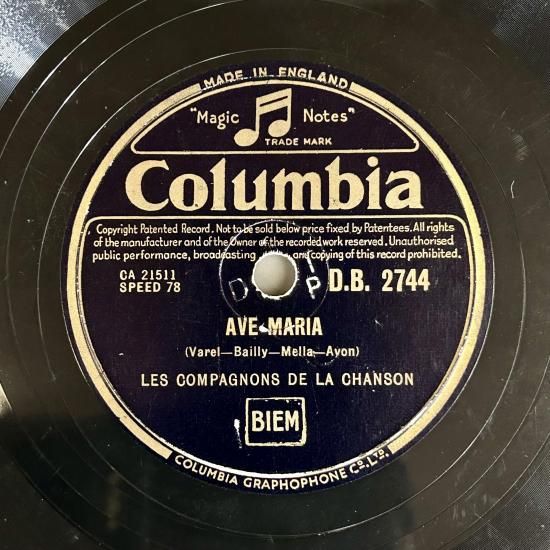 MADE IN ENGLAND
"Magic Notes"
TRADE MARK
Columbia
Copyright Patented Record. Not to be sold below price fixed by Patentees. All rights
of the manufacturer and of the Owner of the recorded work reserved. Unauthorised
public performance, broadcasting and copying of this record prohibited.
CA 21511
SPEED 78
D.B. 2744
AVE MARIA
(Varel—Bailly—Mella—Ayon)
LES COMPAGNONS DE LA CHANSON
BIEM
COLUMBIA GRAPHOPHONE CO. LTD.